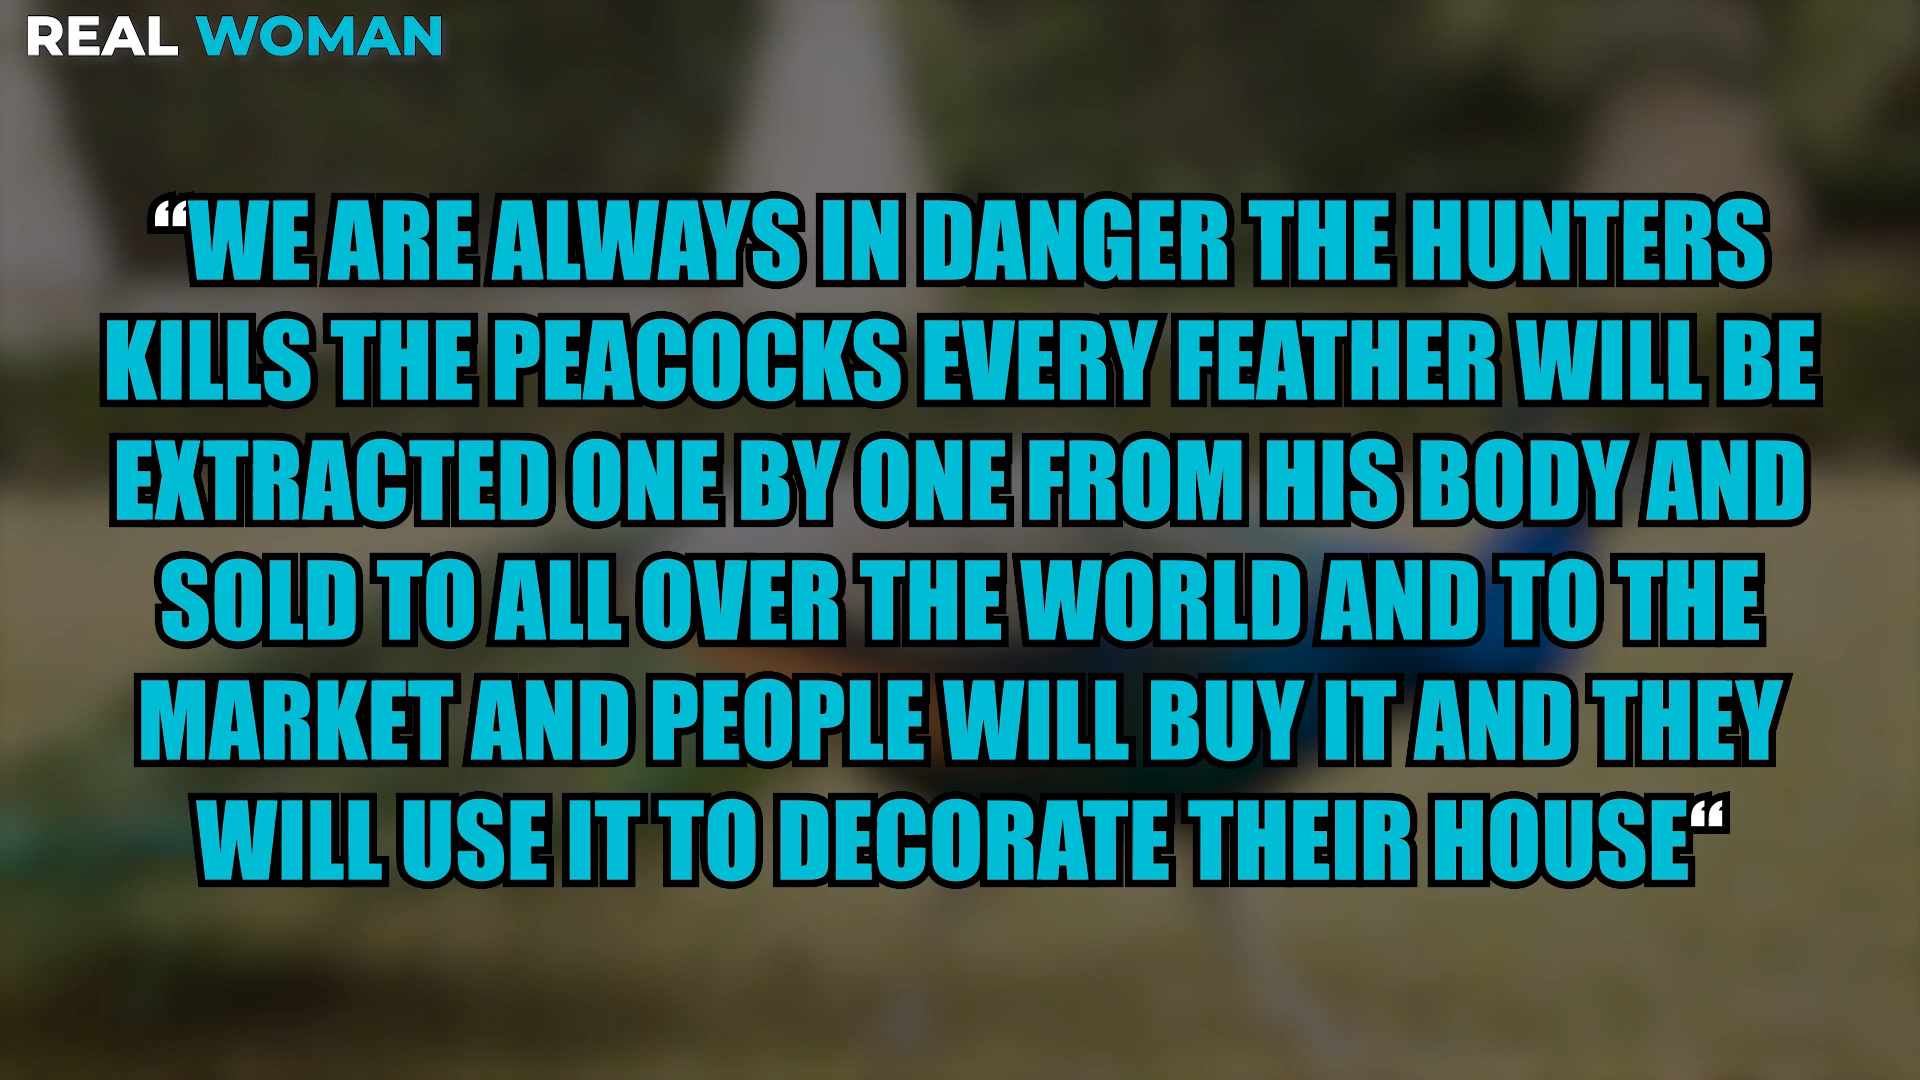 REAL WOMAN
“WE ARE ALWAYS IN DANGER THE HUNTERS
KILLS THE PEACOCKS EVERY FEATHER WILL BE
EXTRACTED ONE BY ONE FROM HIS BODY AND
SOLD TO ALL OVER THE WORLD AND TO THE
MARKET AND PEOPLE WILL BUY IT AND THEY
WILL USE IT TO DECORATE THEIR HOUSE“